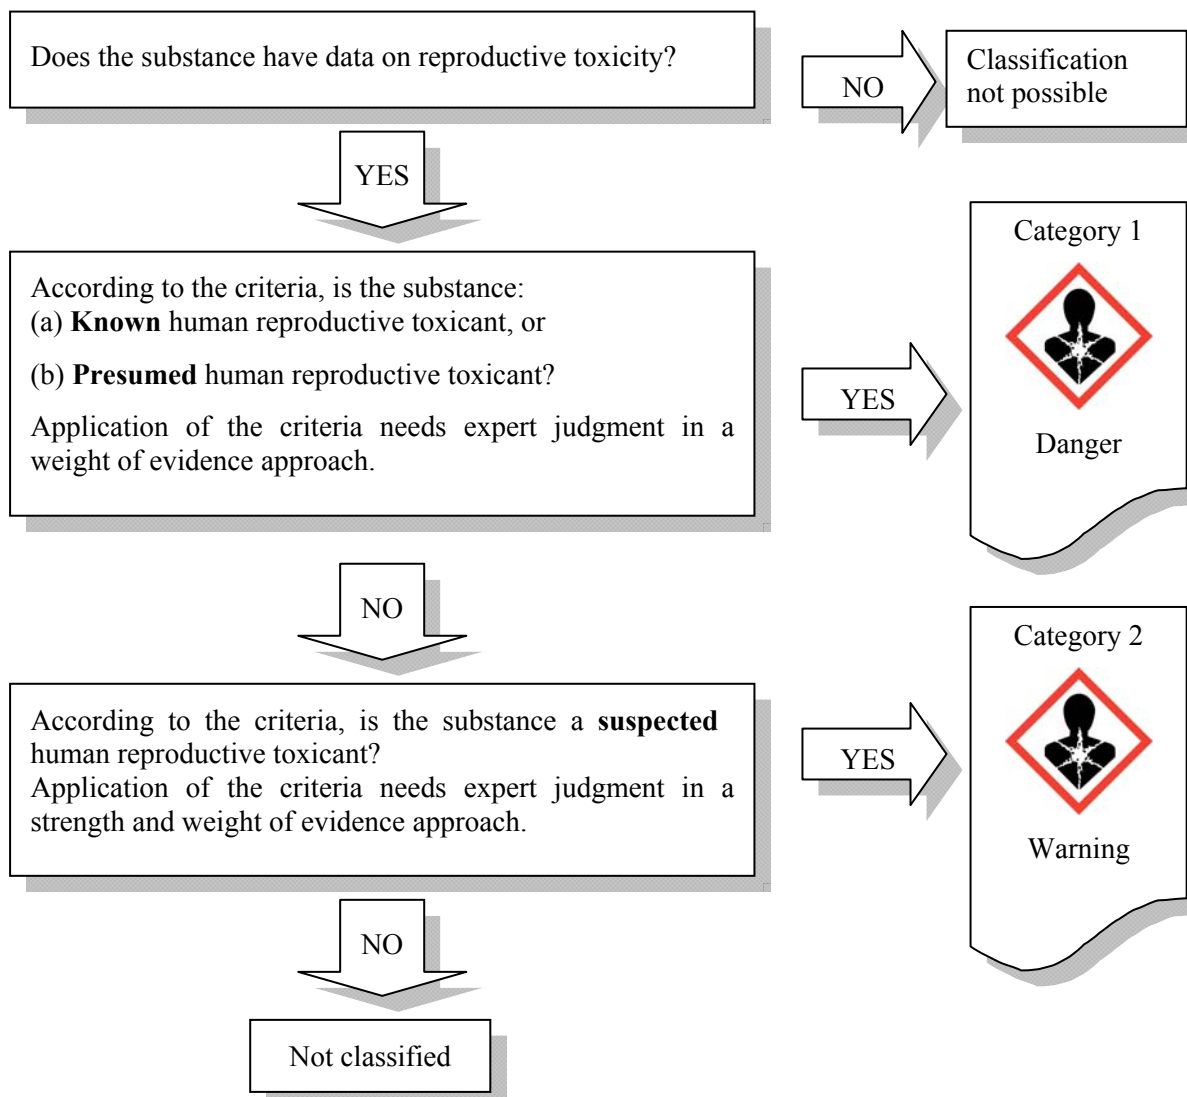 Does the substance have data on reproductive toxicity?
NO
Classification
not possible
YES
According to the criteria, is the substance:
(a) Known human reproductive toxicant, or
(b) Presumed human reproductive toxicant?
Application of the criteria needs expert judgment in a
weight of evidence approach.
YES
Category 1
Danger
NO
According to the criteria, is the substance a suspected
human reproductive toxicant?
Application of the criteria needs expert judgment in a
strength and weight of evidence approach.
YES
Category 2
Warning
NO
Not classified